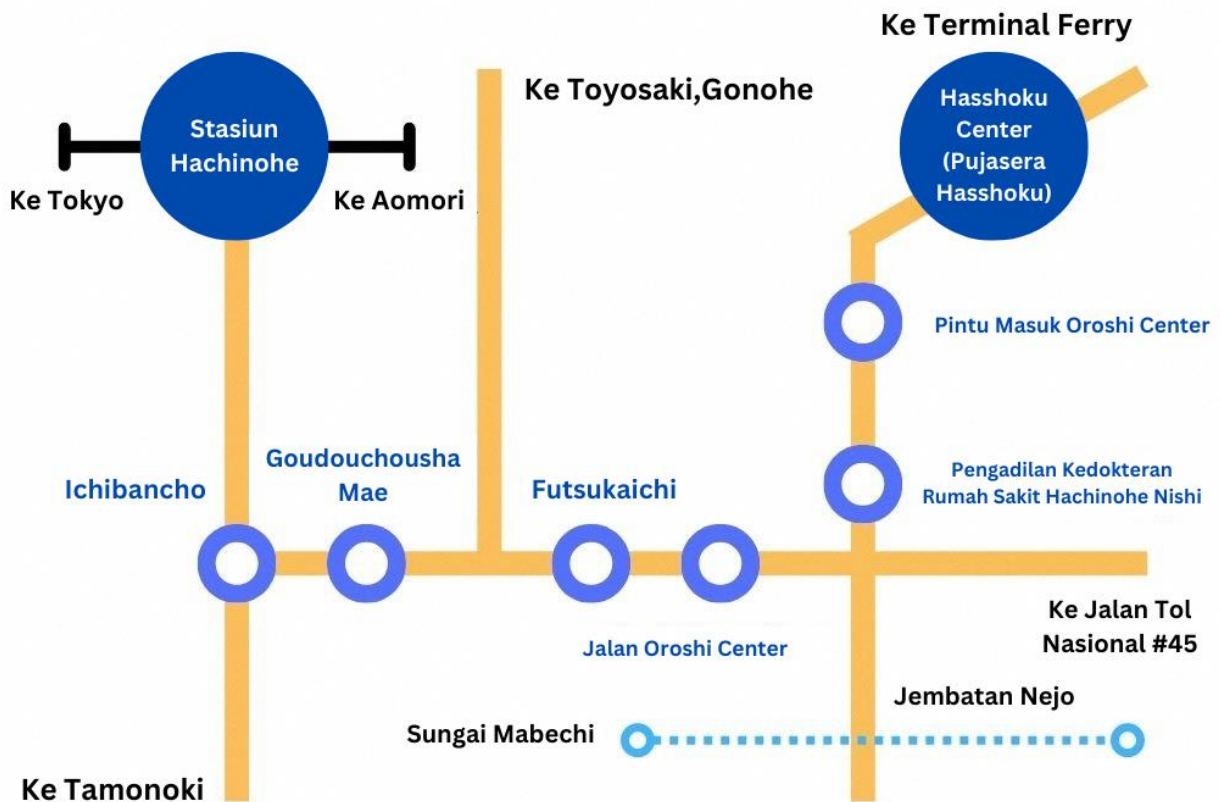 Ke Terminal Ferry
Ke Toyosaki,Gonohe
Stasiun
Hachinohe
Hasshoku
Center
(Pujasera
Hasshoku)
Ke Tokyo
Ke Aomori
Pintu Masuk Oroshi Center
Ichibancho
Goudouchousha
Mae
Futsukaichi
Pengadilan Kedokteran
Rumah Sakit Hachinohe Nishi
Jalan Oroshi Center
Ke Jalan Tol
Nasional #45
Jembatan Nejo
Sungai Mabechi
Ke Tamonoki